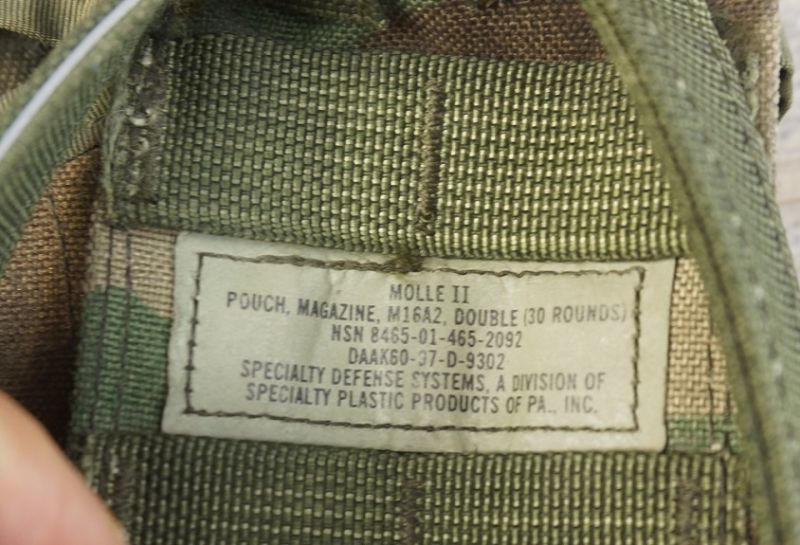 MOLLE II
POUCH, MAGAZINE, M16A2, DOUBLE (30 ROUNDS)
NSN 8465-01-465-2092
DAAK60-97-D-9302
SPECIALTY DEFENSE SYSTEMS, A DIVISION OF
SPECIALTY PLASTIC PRODUCTS OF PA., INC.